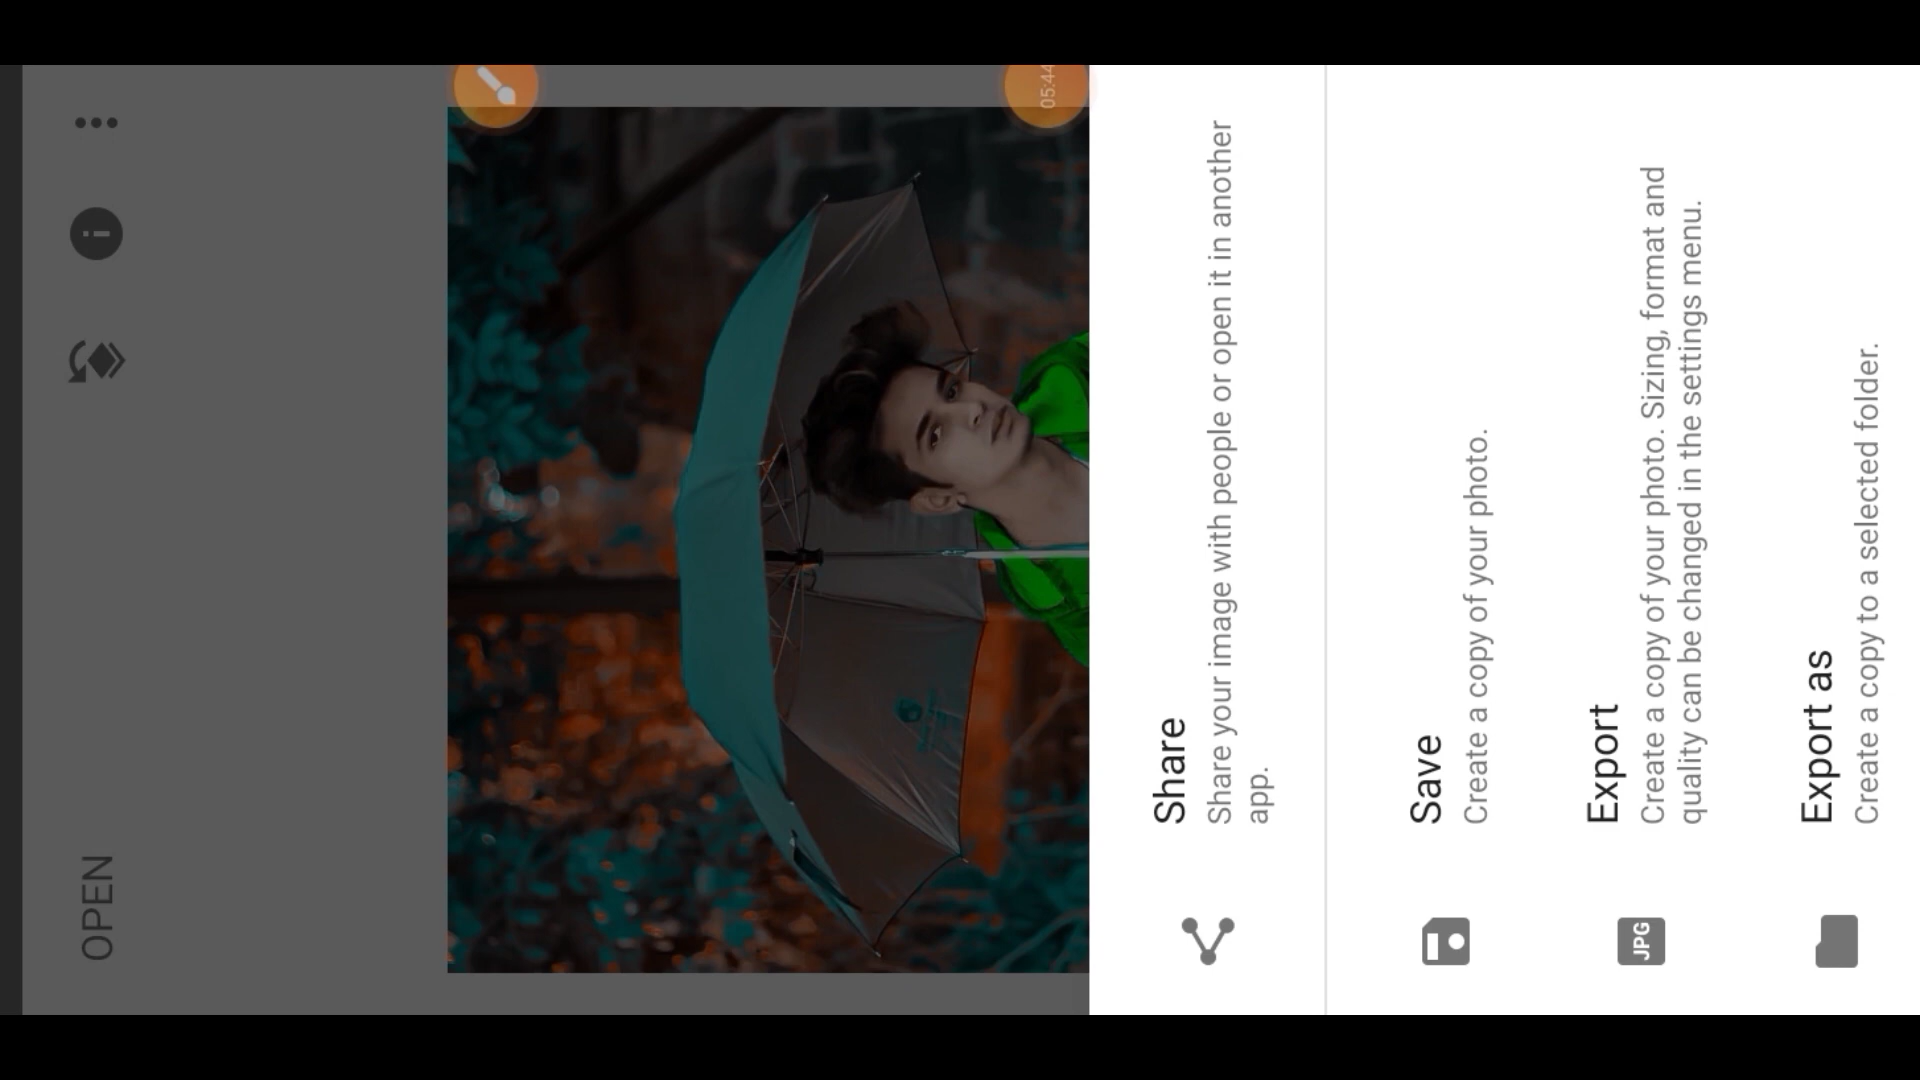 OPEN
05:44
Share
Share your image with people or open it in another
app.
Save
Create a copy of your photo.
Export
Create a copy of your photo. Sizing, format and
quality can be changed in the settings menu.
JPG
Export as
Create a copy to a selected folder.